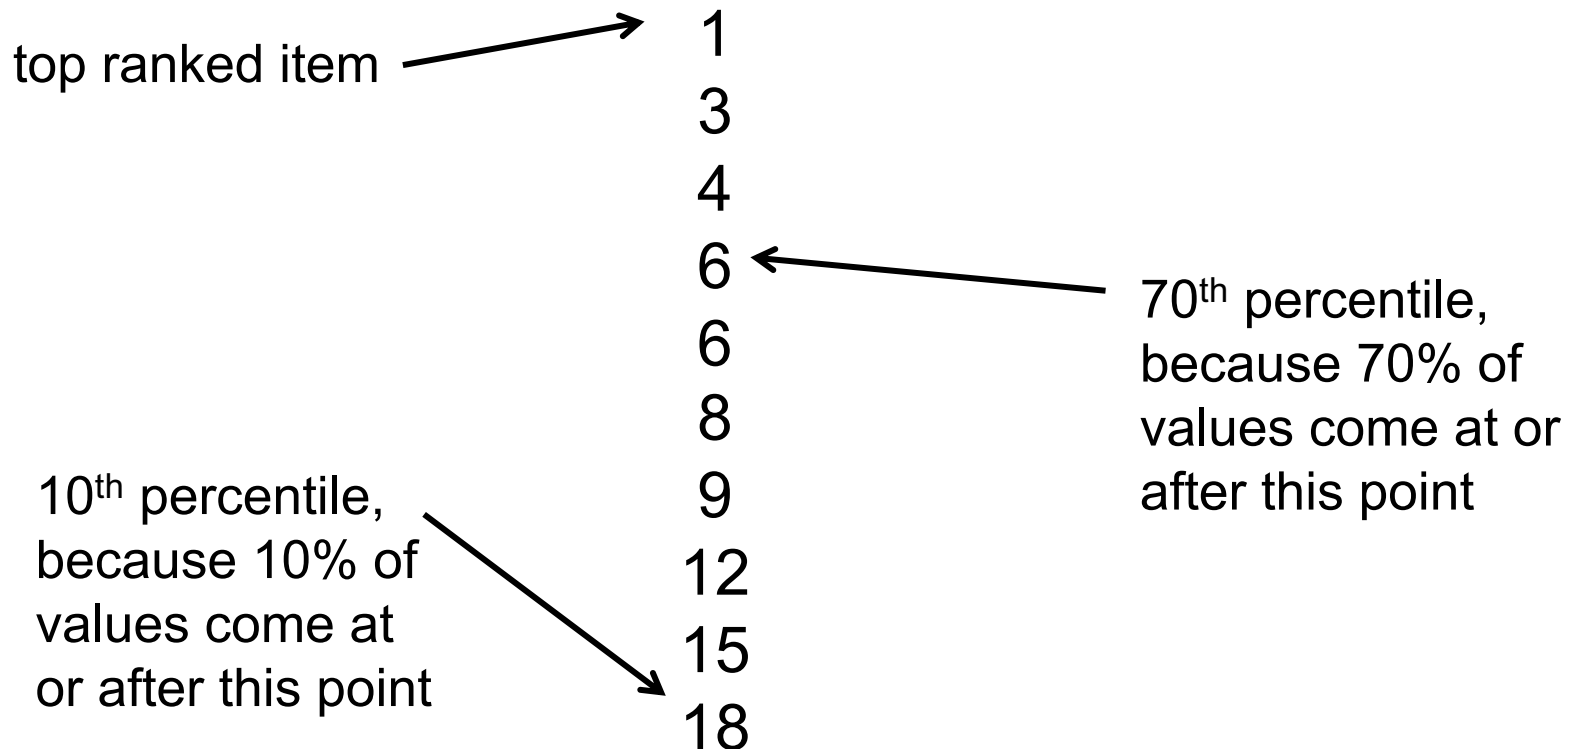 top ranked item
1
3
4
6
6
8
9
12
15
18
70th percentile,
because 70% of
values come at or
after this point
10th percentile,
because 10% of
values come at
or after this point